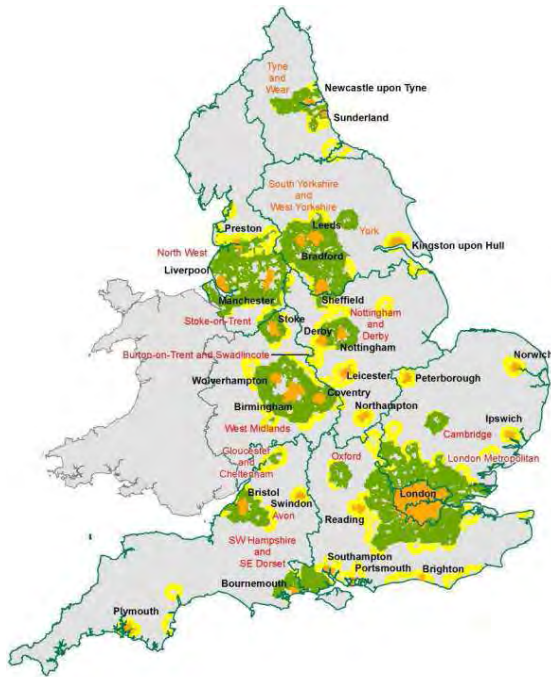 Tyne
and
Wear
Newcastle upon Tyne
Sunderland
South Yorkshire
and
West Yorkshire
Preston
Leeds
York
North West
Bradford
Kingston upon Hull
Liverpool
Manchester
Sheffield
Stoke-on-Trent
Stoke
Nottingham
and
Derby
Derby
Nottingham
Burton-on-Trent and Swadlincote
Norwich
Wolverhampton
Leicester
Peterborough
Birmingham
Coventry
Northampton
Ipswich
West Midlands
Cambridge
Gloucester
and
Cheltenham
Oxford
London Metropolitan
Bristol
London
Swindon
Avon
Reading
SW Hampshire
and
SE Dorset
Southampton
Portsmouth
Brighton
Bournemouth
Plymouth